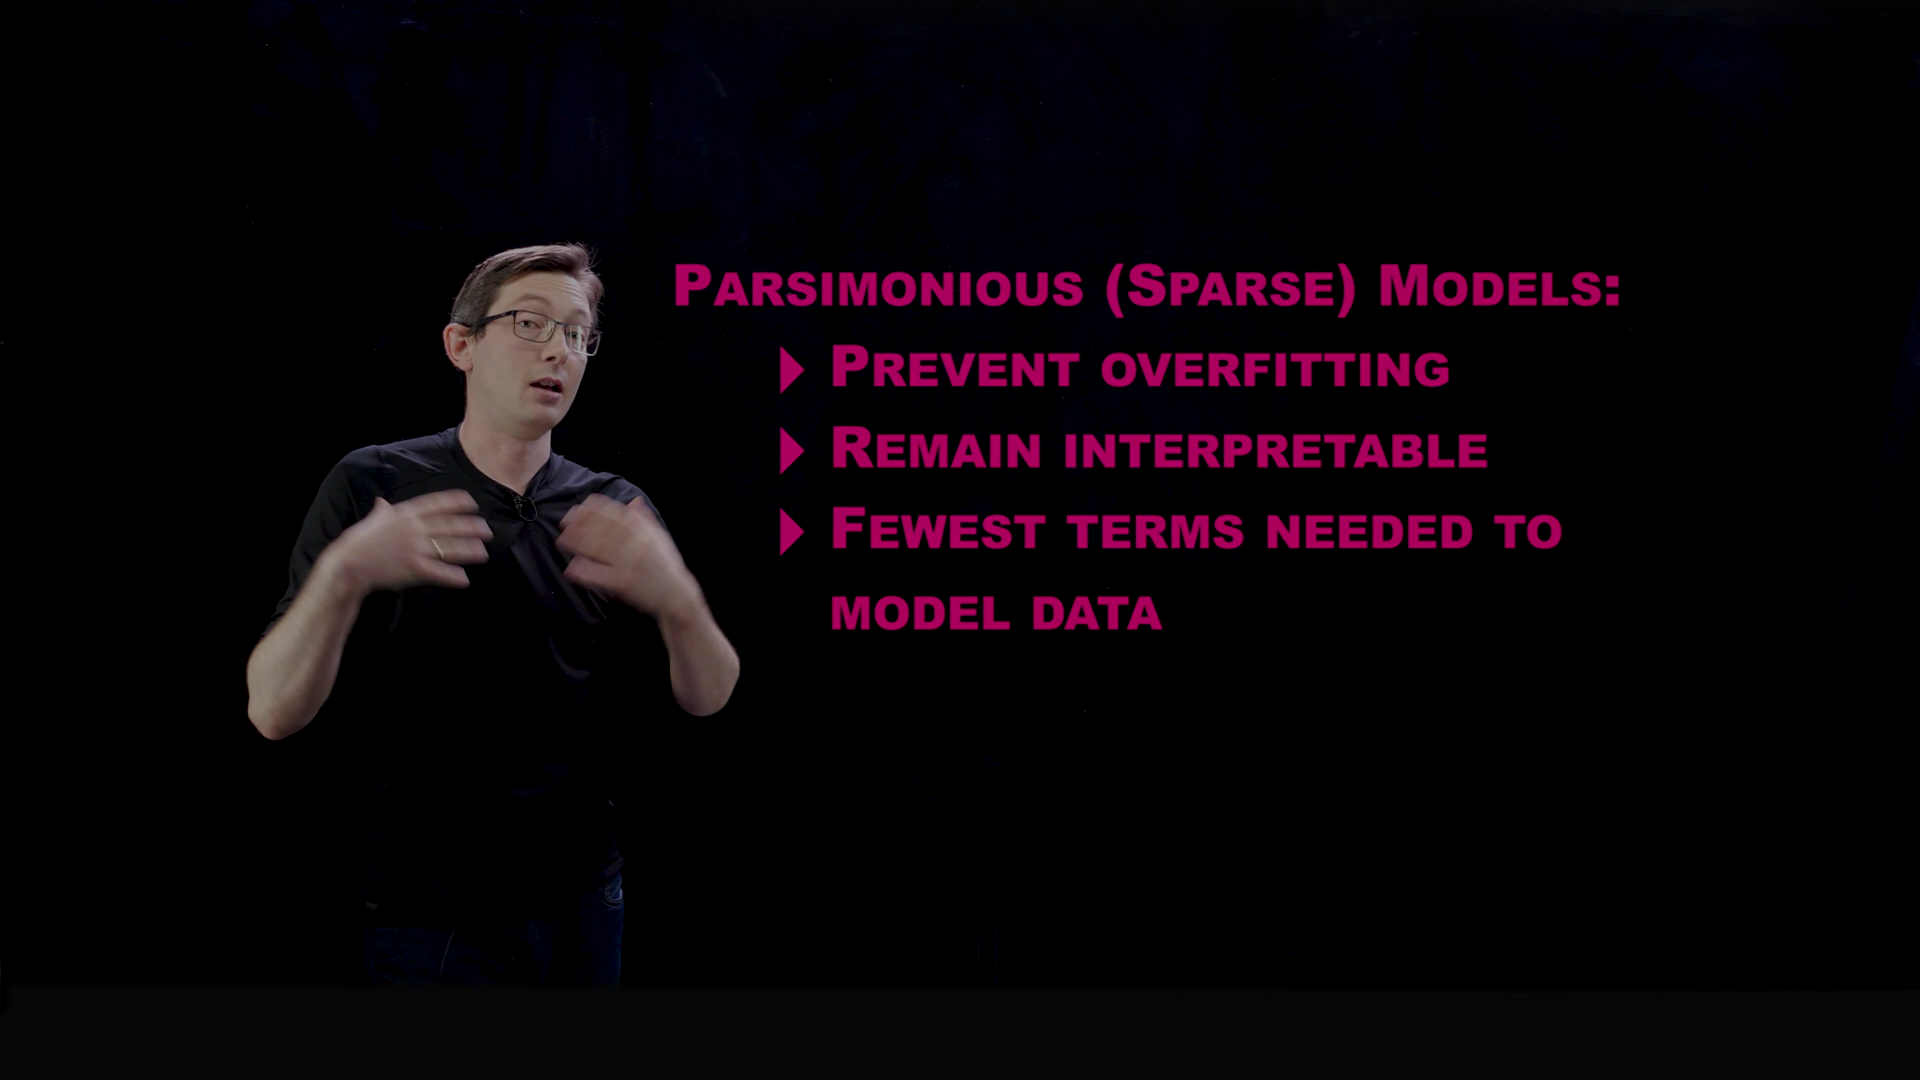 Parsimonious (Sparse) Models:
Prevent overfitting
Remain interpretable
Fewest terms needed to
model data